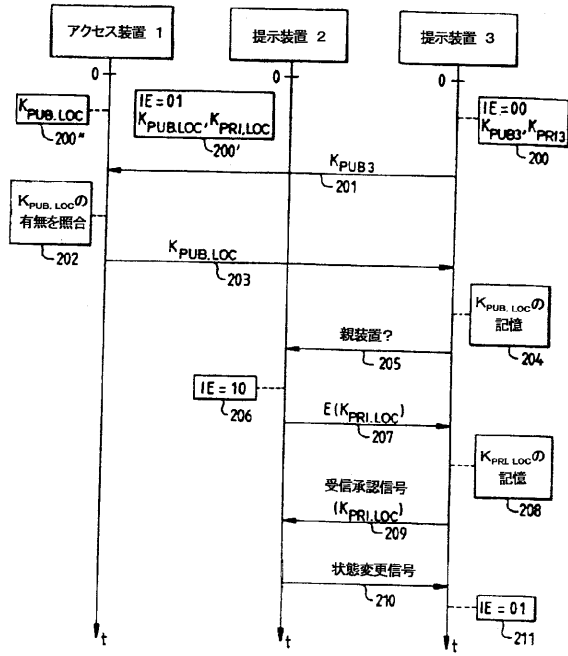 アクセス装置 1
提示装置 2
提示装置 3
0
0
0
KPUB.LOC
200"
IE=01
KPUB.LOC, KPRI.LOC
200'
IE=00
KPUB3, KPRI3
200
KPUB3
201
KPUB.LOCの
有無を照合
202
KPUB.LOC
203
KPUB.LOCの
記憶
204
親装置?
205
IE=10
206
E(KPRI.LOC)
207
KPRI.LOCの
記憶
208
受信承認信号
(KPRI.LOC)
209
状態変更信号
210
IE=01
211
t
t
t